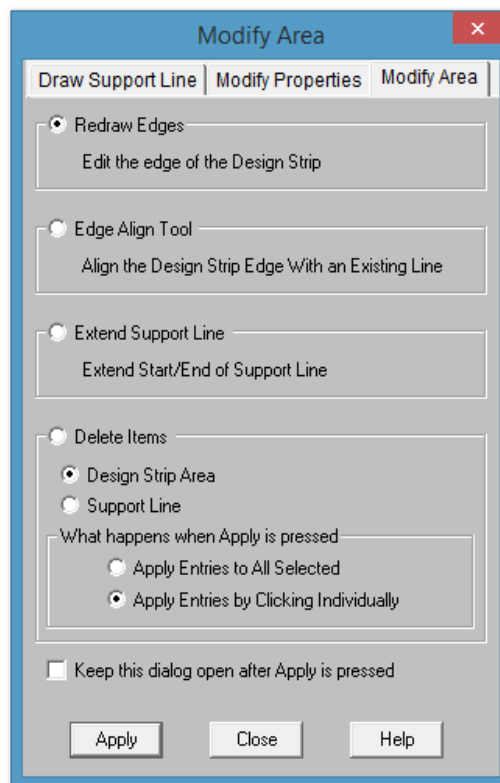 Modify Area
x
Draw Support Line Modify Properties Modify Area
Redraw Edges
Edit the edge of the Design Strip
Edge Align Tool
Align the Design Strip Edge With an Existing Line
Extend Support Line
Extend Start/End of Support Line
Delete Items
Design Strip Area
Support Line
What happens when Apply is pressed
Apply Entries to All Selected
Apply Entries by Clicking Individually
Keep this dialog open after Apply is pressed
Apply Close Help